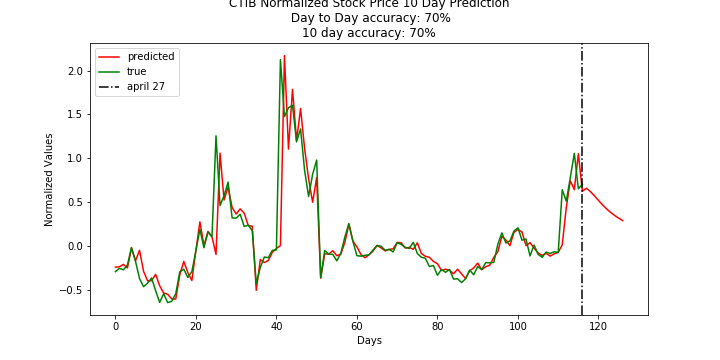 CTIB Normalized Stock Price 10 Day Prediction
Day to Day accuracy: 70%
10 day accuracy: 70%
predicted
true
april 27
Normalized Values
2.0
1.5
1.0
0.5
0.0
−0.5
0
20
40
60
80
100
120
Days